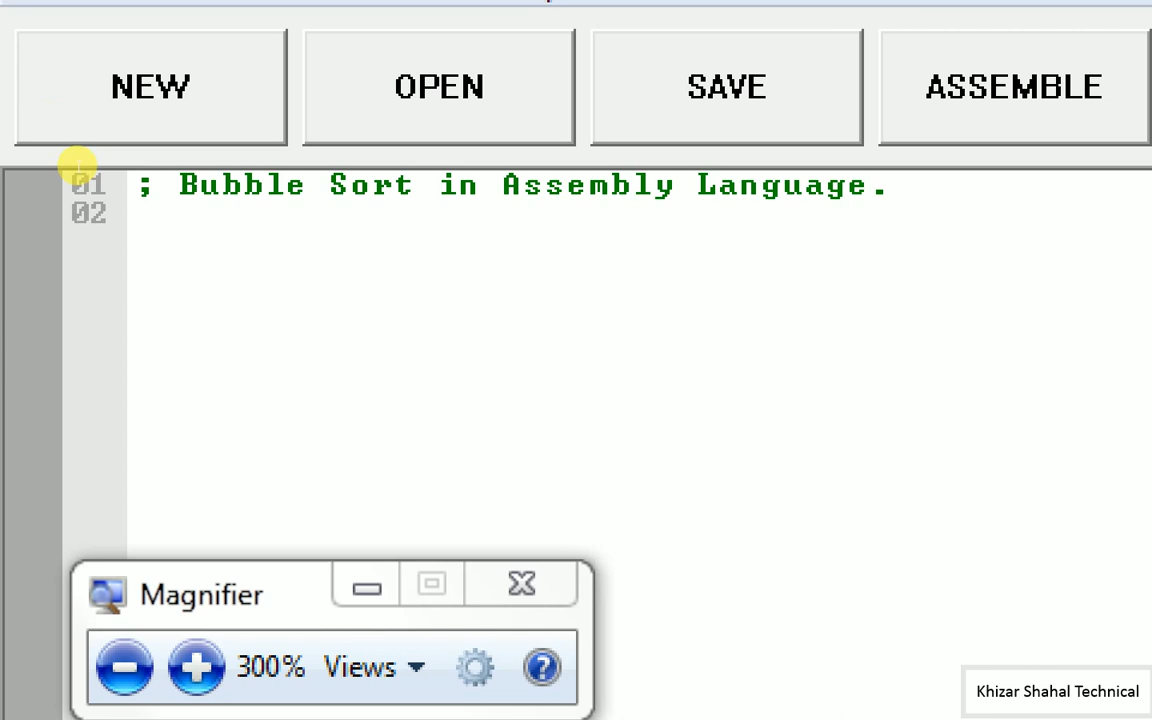 NEW OPEN SAVE ASSEMBLE
01 ; Bubble Sort in Assembly Language.
02
Magnifier
300% Views
Khizar Shahal Technical